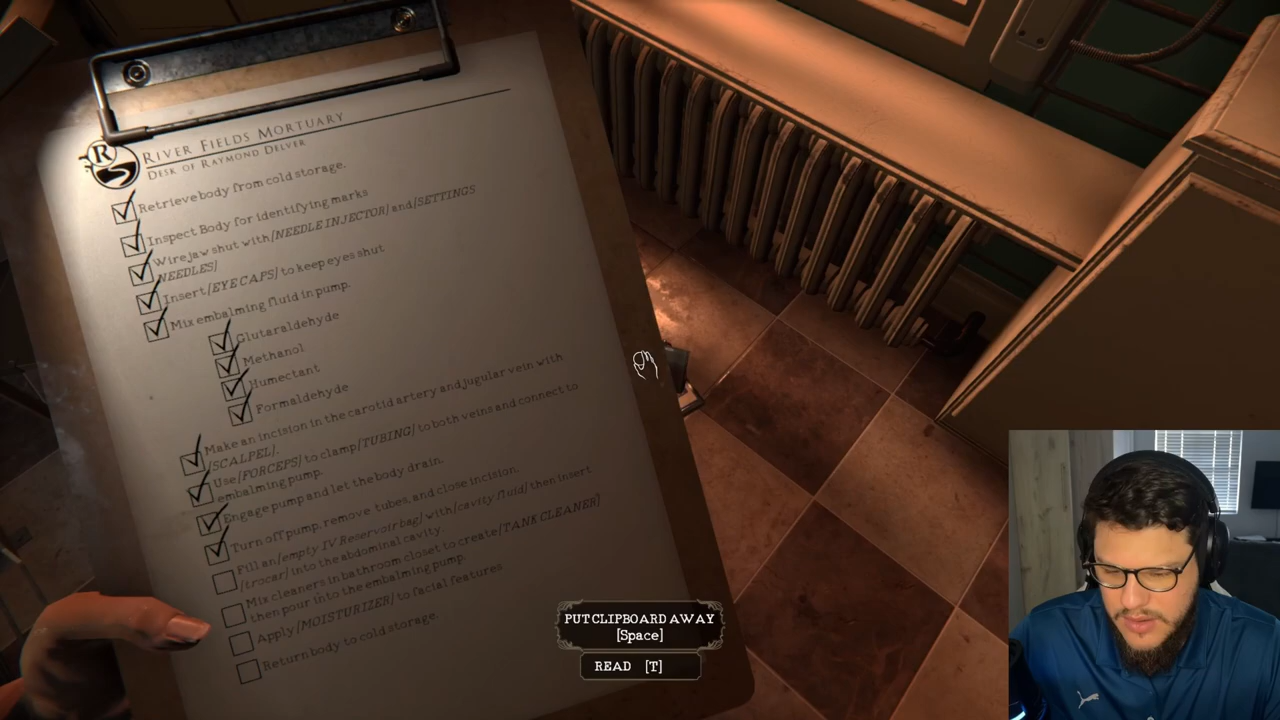 R
RIVER FIELDS MORTUARY
DESK OF RAYMOND DELVER
Retrieve body from cold storage.
Inspect Body for identifying marks
Wire jaw shut with [NEEDLE INJECTOR] and [SETTINGS
NEEDLES]
Insert [EYE CAPS] to keep eyes shut
Mix embalming fluid in pump.
Glutaraldehyde
Methanol
Humectant
Formaldehyde
Make an incision in the carotid artery and jugular vein with
[SCALPEL].
Use [FORCEPS] to clamp [TUBING] to both veins and connect to
embalming pump.
Engage pump and let the body drain.
Turn off pump, remove tubes, and close incision.
Fill an [empty IV Reservoir bag] with [cavity fluid] then insert
[trocar] into the abdominal cavity.
Mix cleaners in bathroom closet to create [TANK CLEANER]
then pour into the embalming pump.
Apply [MOISTURIZER] to facial features
Return body to cold storage.
PUT CLIPBOARD AWAY
[Space]
READ [T]